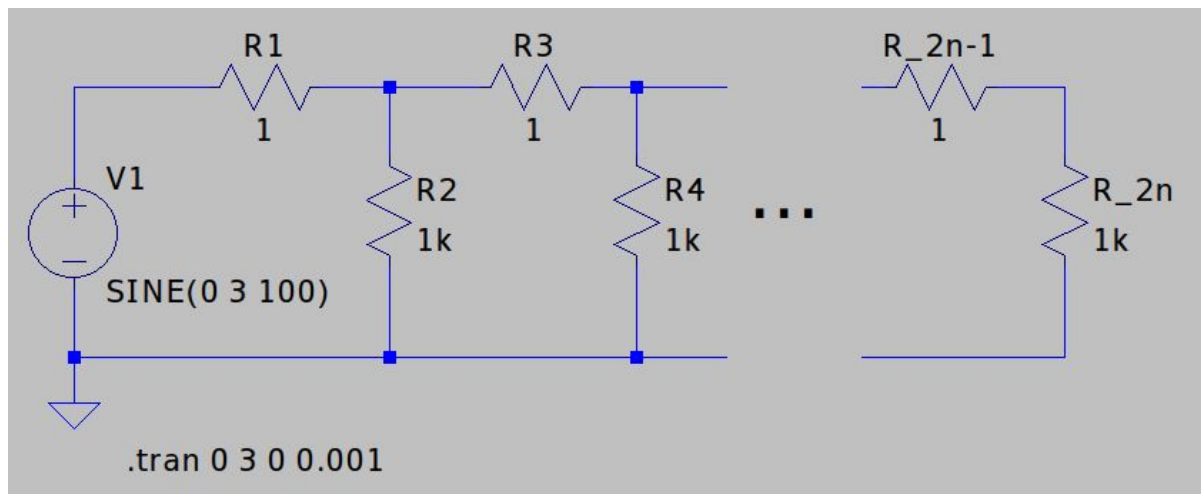 R1
R3
R_2n-1
1
1
1
V1
R2
R4
...
R_2n
1k
1k
1k
SINE(0 3 100)
.tran 0 3 0 0.001